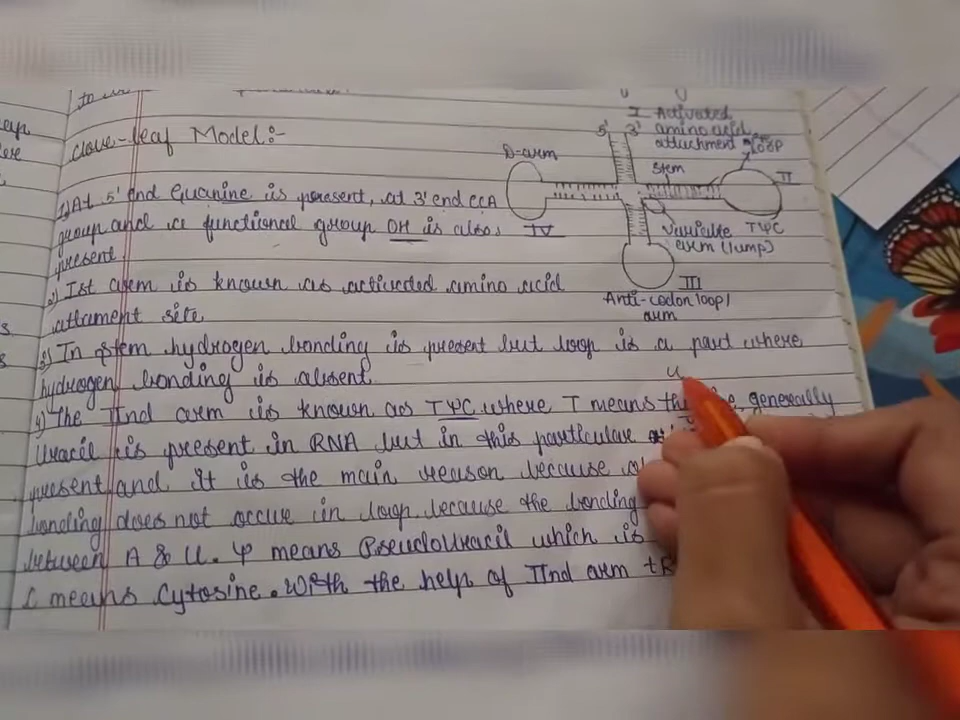 to
eep
ere
s
s
Clove-leaf Model:-
1) At 5' end Guanine is present, at 3' end CCA
group and a functional group OH is also
present.
2) Ist arm is known as activated amino acid
attament site.
3) In stem hydrogen bonding is present but loop is a part where
hydrogen bonding is absent.
4) The IInd arm is known as TΨC where T means generally
Uracil is present in RNA but in this particular
present and it is the main reason because of
bonding does not occur in loop because the bonding
between A & U. Ψ means Pseudouracil which is
C means Cytosine. With the help of IInd arm tR
I Activated
amino acid
attachment
5' 3'
D-arm
Stem
Loop
II
Variable
arm (lump)
TΨC
IV
III
Anti-codon loop/
arm
U